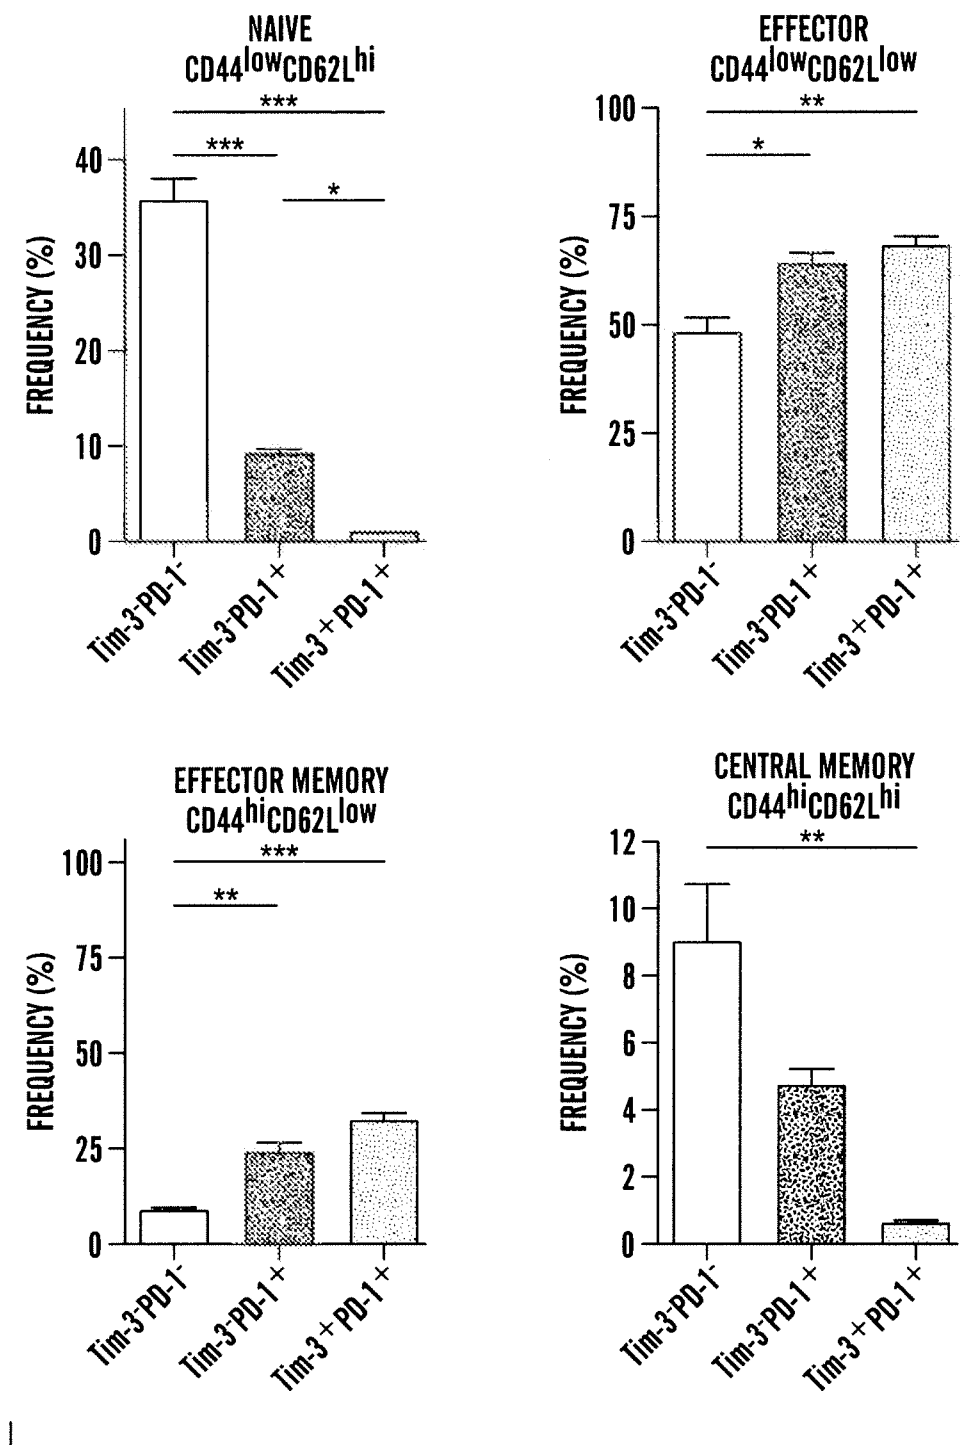 NAIVE
CD44lowCD62Lhi
***
***
*
40
30
20
10
0
FREQUENCY (%)
Tim-3-PD-1-
Tim-3-PD-1+
Tim-3+PD-1+
EFFECTOR
CD44lowCD62Llow
**
*
100
75
50
25
0
FREQUENCY (%)
Tim-3-PD-1-
Tim-3-PD-1+
Tim-3+PD-1+
EFFECTOR MEMORY
CD44hiCD62Llow
***
**
100
75
50
25
0
FREQUENCY (%)
Tim-3-PD-1-
Tim-3-PD-1+
Tim-3+PD-1+
CENTRAL MEMORY
CD44hiCD62Lhi
**
12
10
8
6
4
2
0
FREQUENCY (%)
Tim-3-PD-1-
Tim-3-PD-1+
Tim-3+PD-1+